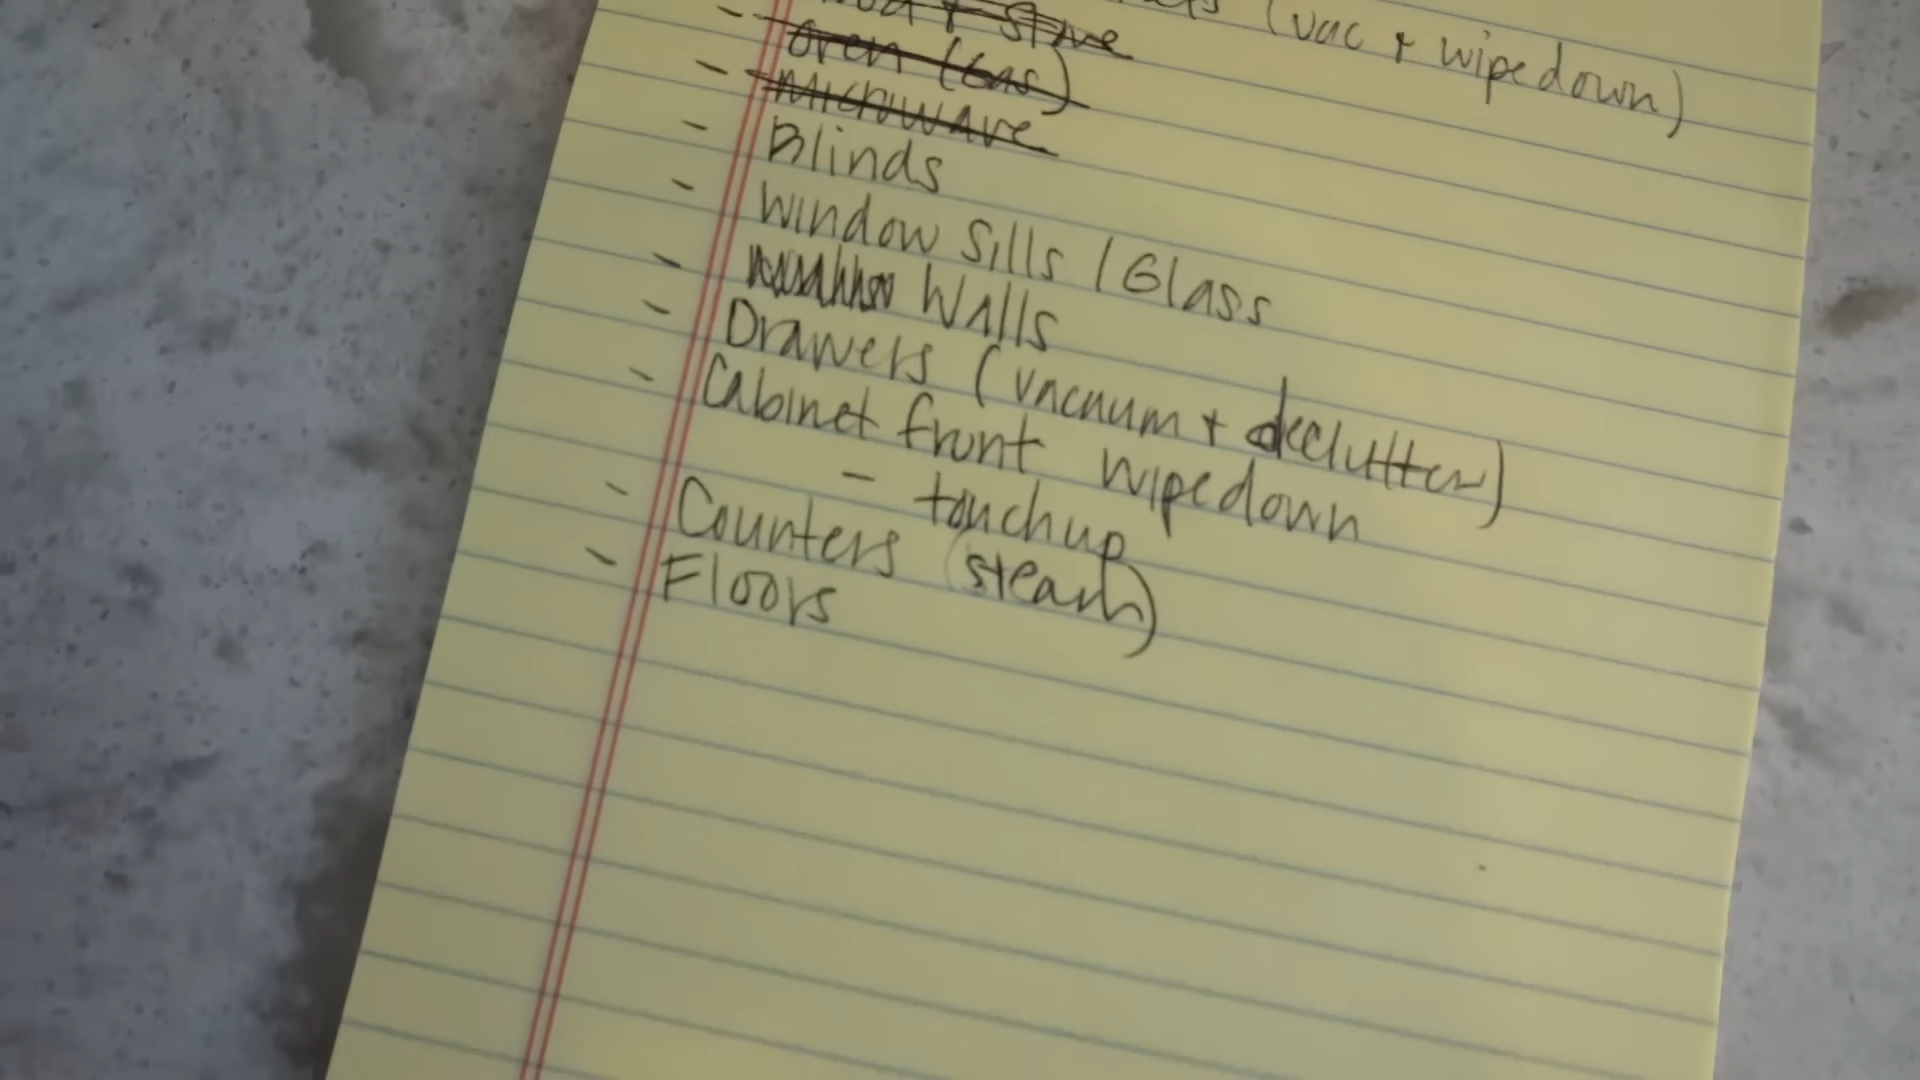 (vac + wipedown)
- + Stove
- Oven (Gas)
- Microwave
- Blinds
- Window Sills / Glass
- Walls
- Drawers (vacuum + declutter)
- Cabinet front wipedown
- touchup
- Counters (steam)
- Floors